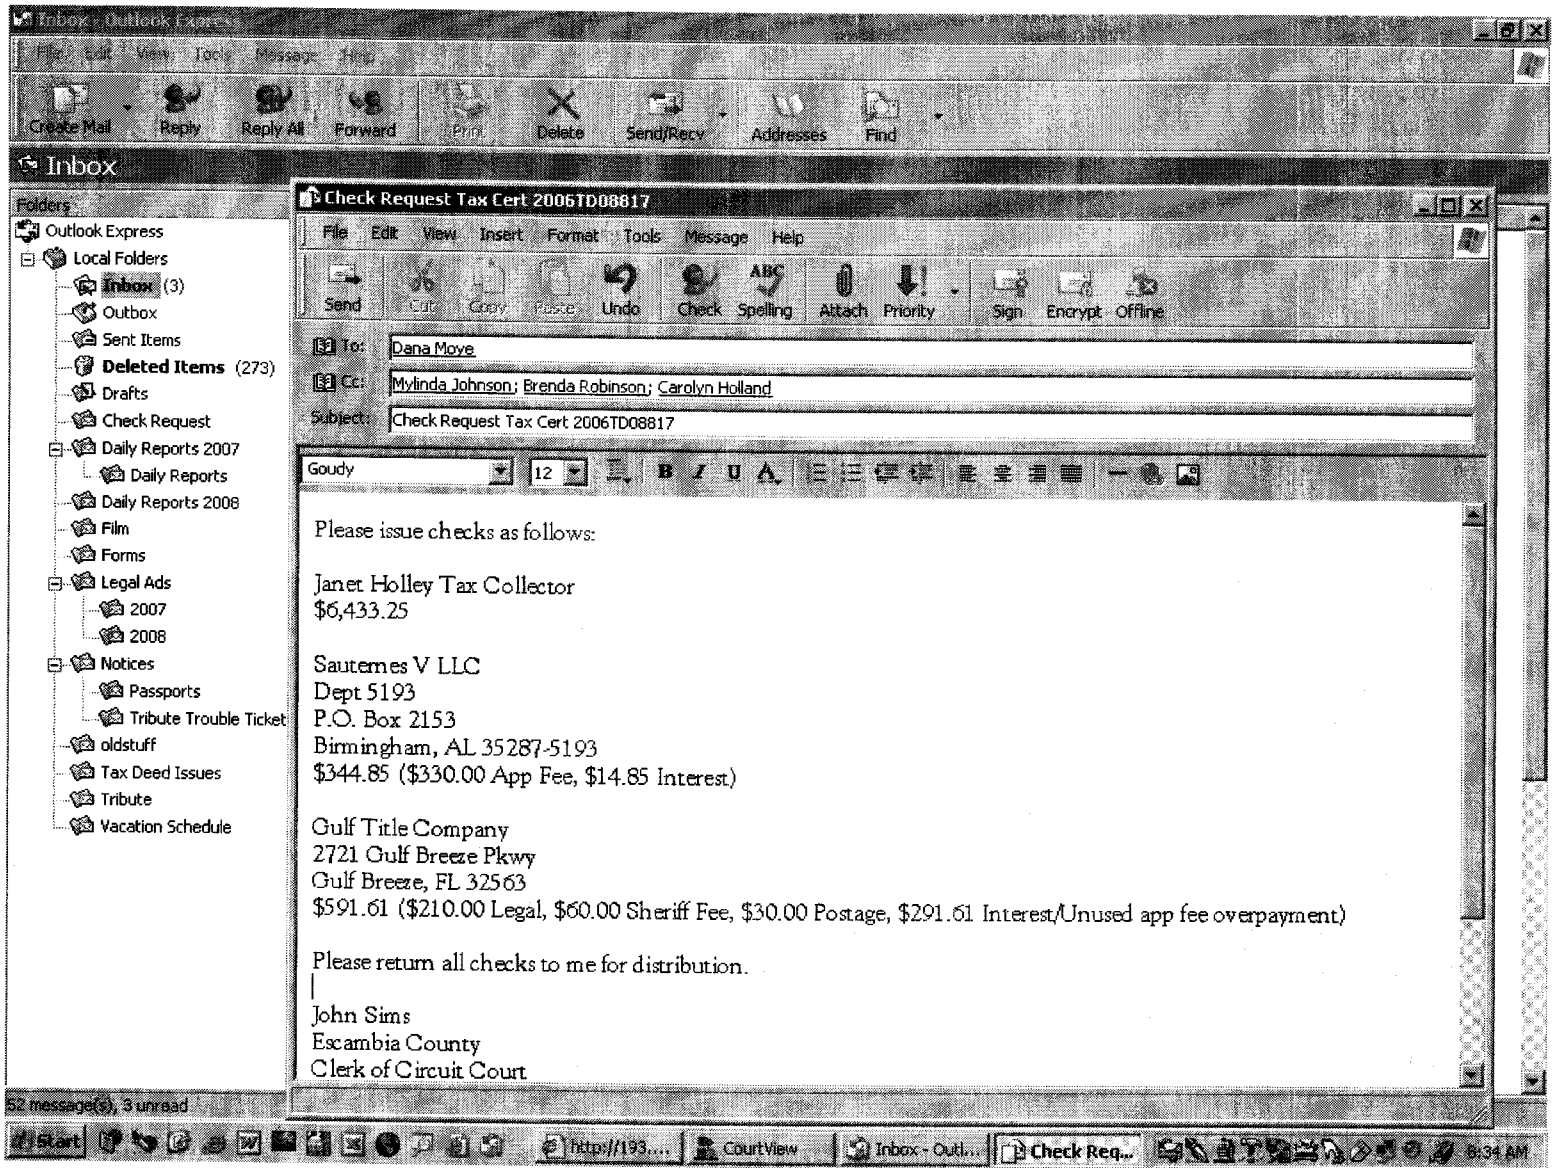 Inbox - Outlook Express
File Edit View Tools Message Help
Create Mail Reply Reply All Forward Print Delete Send/Recv Addresses Find
Inbox
Folders
Outlook Express
Local Folders
Inbox (3)
Outbox
Sent Items
Deleted Items (273)
Drafts
Check Request
Daily Reports 2007
Daily Reports
Daily Reports 2008
Film
Forms
Legal Ads
2007
2008
Notices
Passports
Tribute Trouble Ticket
oldstuff
Tax Deed Issues
Tribute
Vacation Schedule
52 message(s), 3 unread
Check Request Tax Cert 2006TD08817
File Edit View Insert Format Tools Message Help
Send Cut Copy Paste Undo Check Spelling Attach Priority Sign Encrypt Offline
To: Dana Moye
Cc: Mylinda Johnson; Brenda Robinson; Carolyn Holland
Subject: Check Request Tax Cert 2006TD08817
Goudy 12 B I U A
Please issue checks as follows:
Janet Holley Tax Collector
$6,433.25
Sauternes V LLC
Dept 5193
P.O. Box 2153
Birmingham, AL 35287-5193
$344.85 ($330.00 App Fee, $14.85 Interest)
Gulf Title Company
2721 Gulf Breeze Pkwy
Gulf Breeze, FL 32563
$591.61 ($210.00 Legal, $60.00 Sheriff Fee, $30.00 Postage, $291.61 Interest/Unused app fee overpayment)
Please return all checks to me for distribution.
John Sims
Escambia County
Clerk of Circuit Court
Start http://193.... CourtView Inbox - Outl... Check Req... 8:34 AM